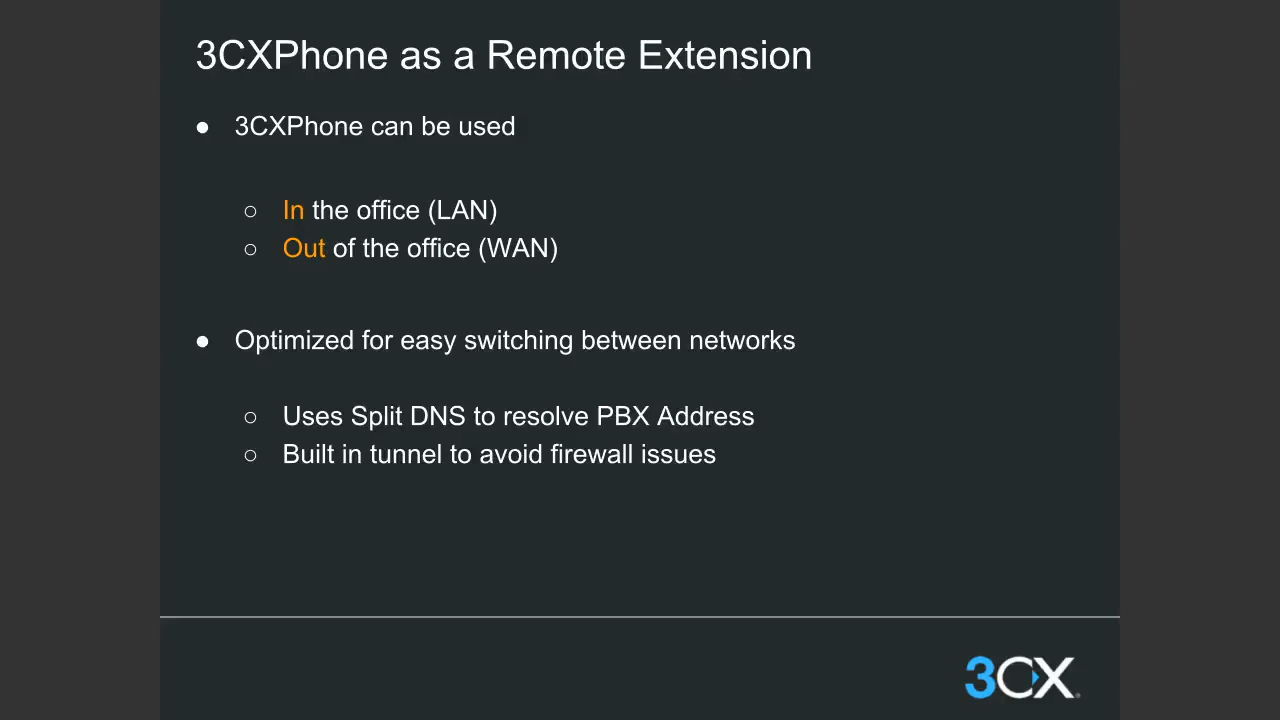 3CXPhone as a Remote Extension
● 3CXPhone can be used
○ In the office (LAN)
○ Out of the office (WAN)
● Optimized for easy switching between networks
○ Uses Split DNS to resolve PBX Address
○ Built in tunnel to avoid firewall issues
3CX